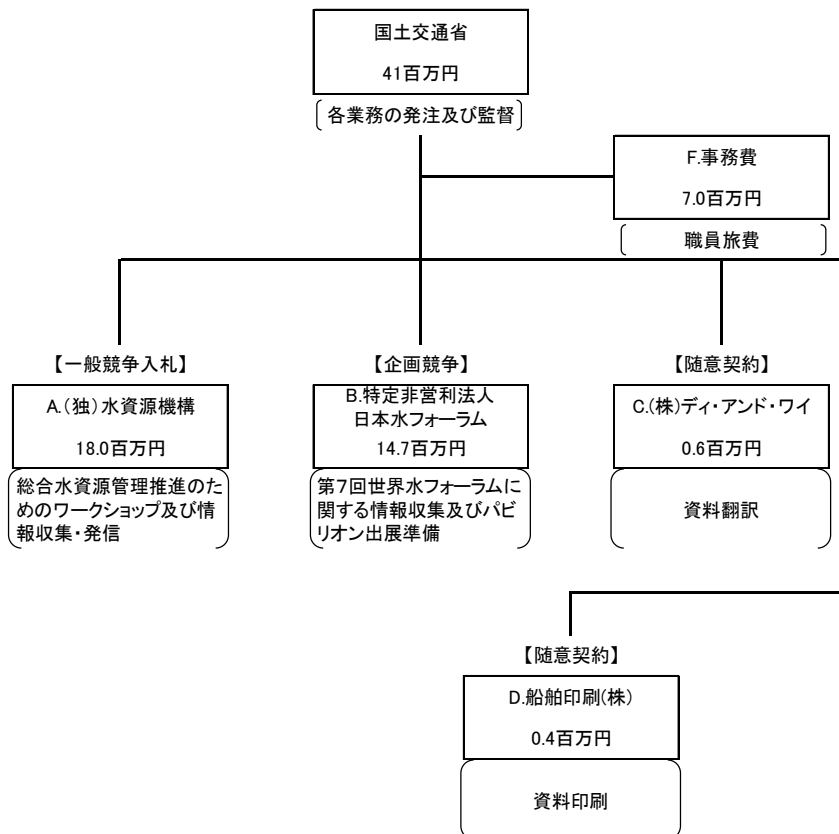 国土交通省
41百万円
各業務の発注及び監督
F.事務費
7.0百万円
職員旅費
【一般競争入札】
A.(独)水資源機構
18.0百万円
総合水資源管理推進のた
めのワークショップ及び情
報収集・発信
【企画競争】
B.特定非営利法人
日本水フォーラム
14.7百万円
第7回世界水フォーラムに
関する情報収集及びパビ
リオン出展準備
【随意契約】
C.(株)ディ・アンド・ワイ
0.6百万円
資料翻訳
【随意契約】
D.船舶印刷(株)
0.4百万円
資料印刷